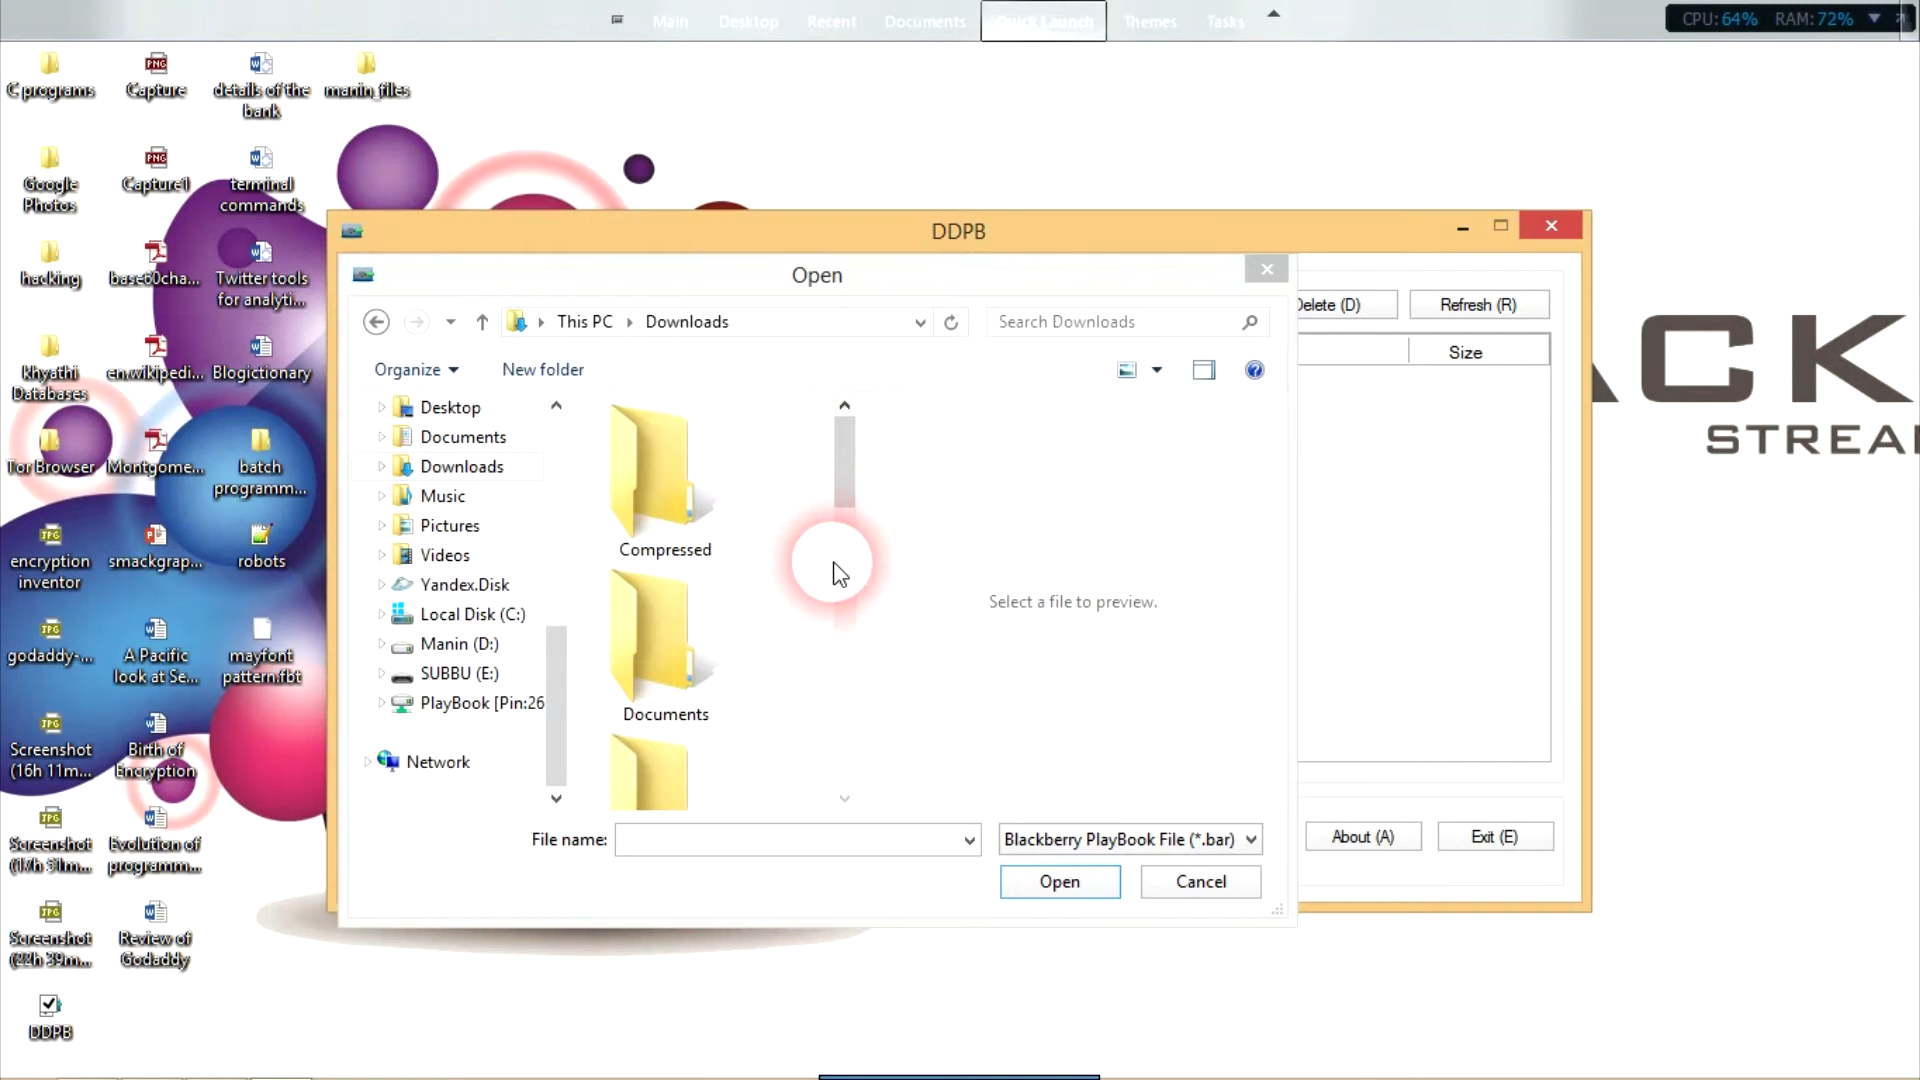 Main Desktop Recent Documents Quick Launch Themes Tasks
CPU: 64% RAM: 72%
C programs
Capture
details of the
bank
manin_files
Google
Photos
Capture1
terminal
commands
hacking
base60cha...
Twitter tools
for analyti...
khyathi
Databases
en.wikipedi...
Blogictionary
Tor Browser
Montgome...
batch
programm...
encryption
inventor
smackgrap...
robots
godaddy-...
A Pacific
look at Se...
mayfont
pattern.fbt
Screenshot
(16h 11m...
Birth of
Encryption
Screenshot
Evolution of
programm...
Screenshot
(22h 39m...
Review of
Godaddy
DDPB
DDPB
Open
This PC Downloads
Search Downloads
Organize
New folder
Desktop
Documents
Downloads
Music
Pictures
Videos
Yandex.Disk
Local Disk (C:)
Manin (D:)
SUBBU (E:)
PlayBook [Pin:26
Network
Compressed
Documents
Select a file to preview.
File name:
Blackberry PlayBook File (*.bar)
Open
Cancel
Delete (D)
Refresh (R)
Size
About (A)
Exit (E)
ACK
STREA